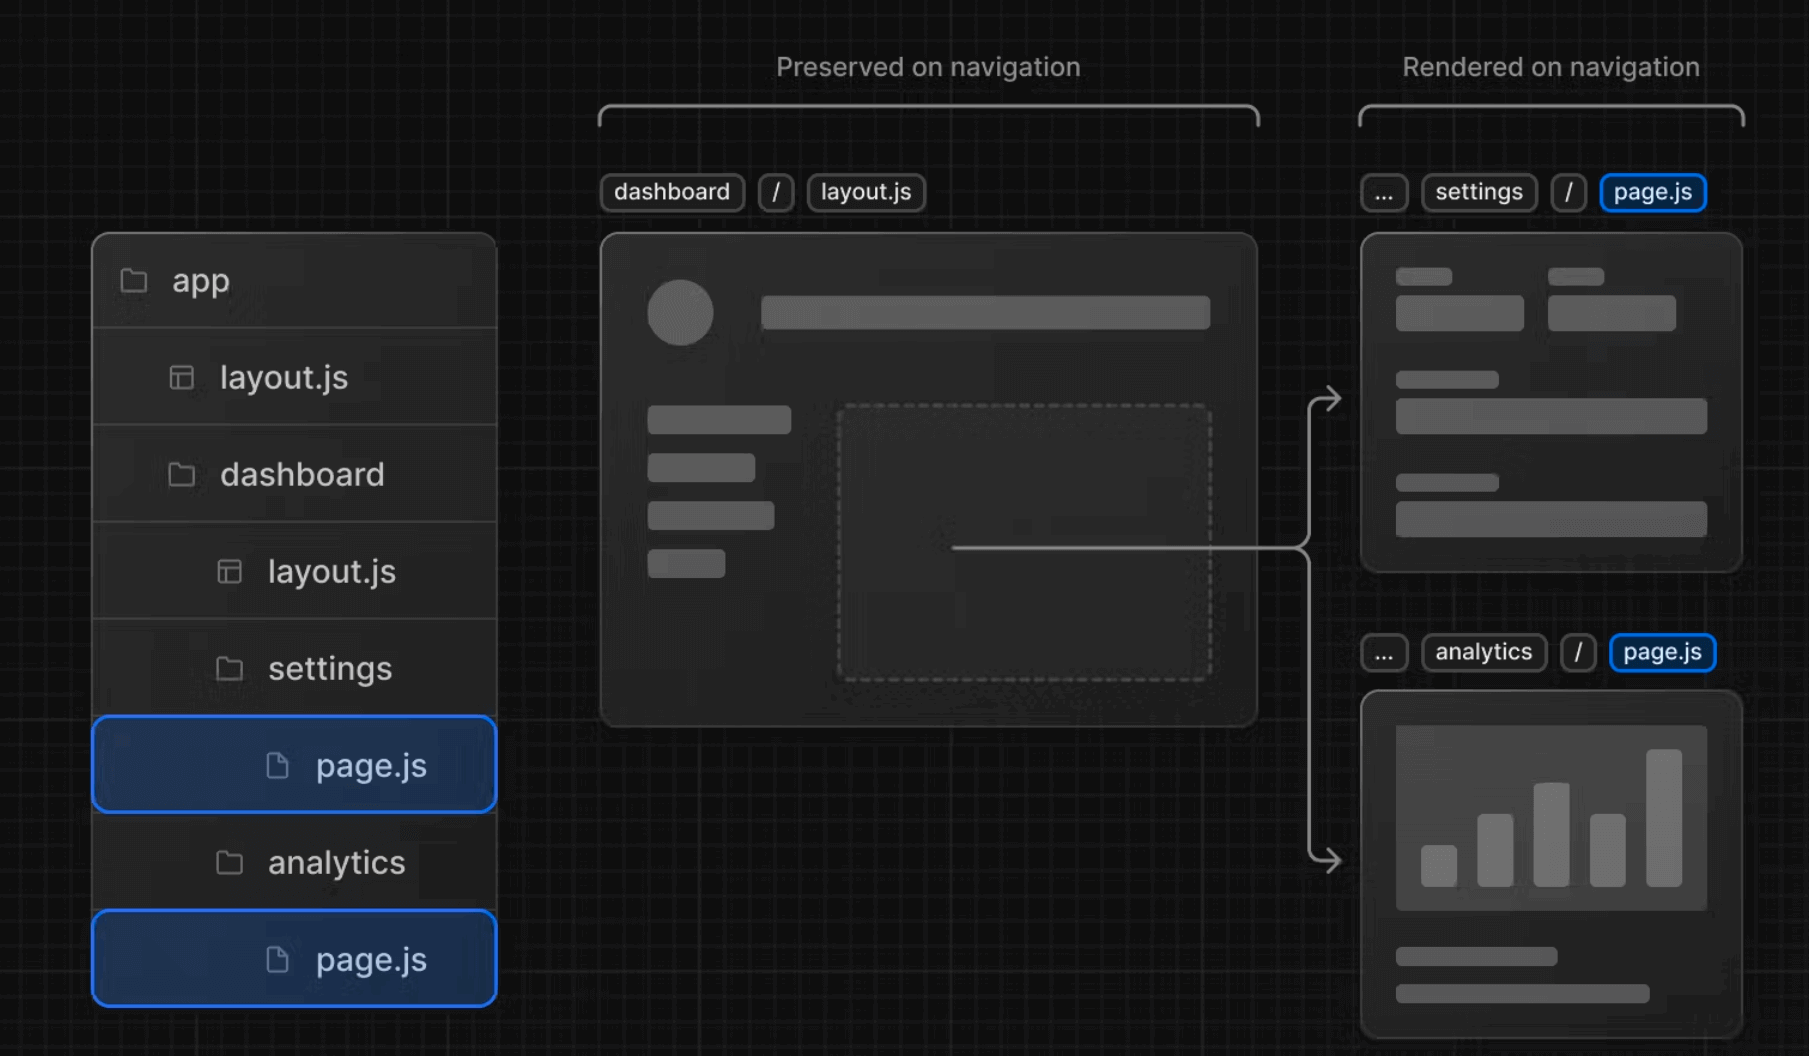 Preserved on navigation
Rendered on navigation
dashboard / layout.js
... settings / page.js
app
layout.js
dashboard
layout.js
settings
page.js
analytics
page.js
... analytics / page.js